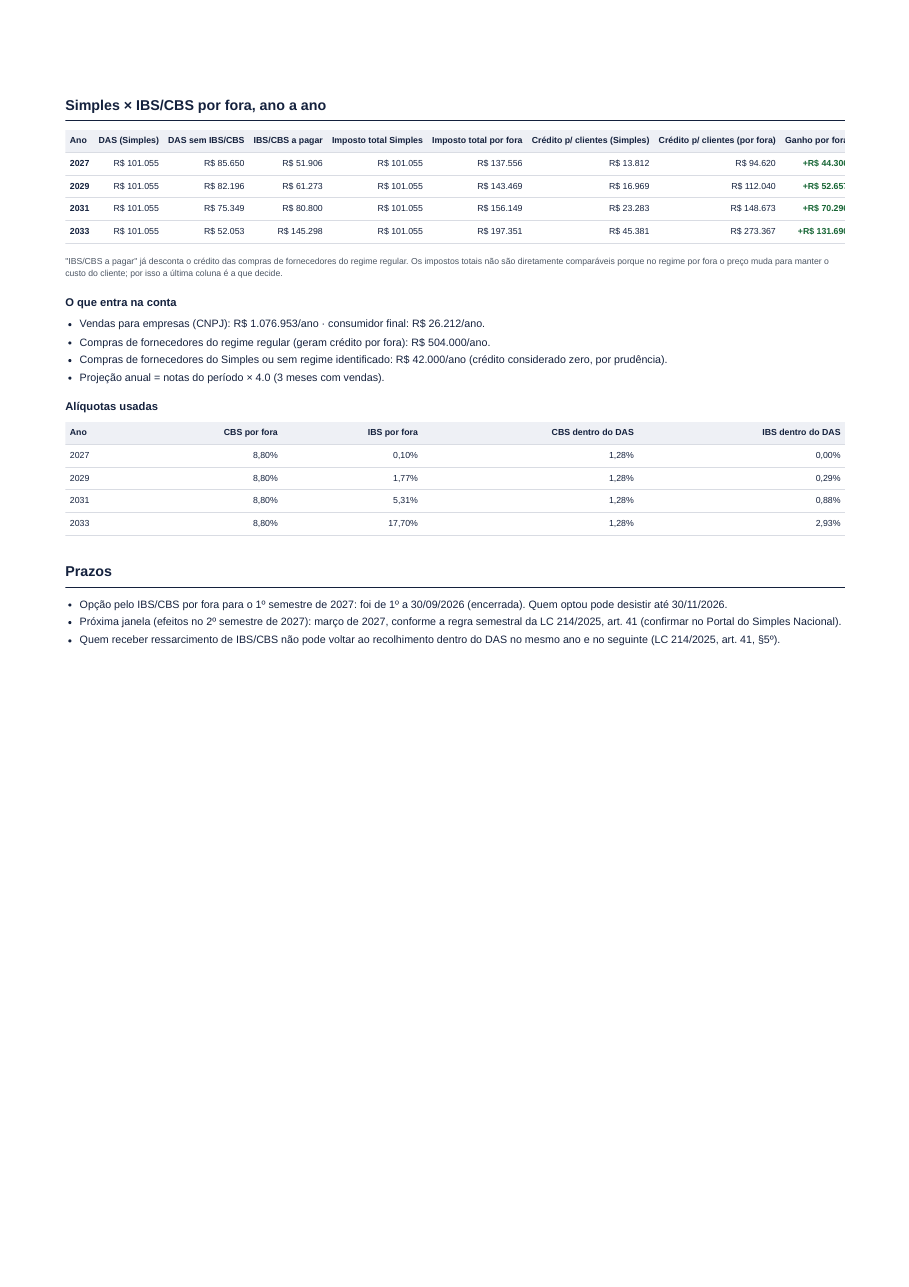 Simples × IBS/CBS por fora, ano a ano
Ano DAS (Simples) DAS sem IBS/CBS IBS/CBS a pagar Imposto total Simples Imposto total por fora Crédito p/ clientes (Simples) Crédito p/ clientes (por fora) Ganho por fora
2027 R$ 101.055 R$ 85.650 R$ 51.906 R$ 101.055 R$ 137.556 R$ 13.812 R$ 94.620 +R$ 44.306
2029 R$ 101.055 R$ 82.196 R$ 61.273 R$ 101.055 R$ 143.469 R$ 16.969 R$ 112.040 +R$ 52.657
2031 R$ 101.055 R$ 75.349 R$ 80.800 R$ 101.055 R$ 156.149 R$ 23.283 R$ 148.673 +R$ 70.296
2033 R$ 101.055 R$ 52.053 R$ 145.298 R$ 101.055 R$ 197.351 R$ 45.381 R$ 273.367 +R$ 131.690
"IBS/CBS a pagar" já desconta o crédito das compras de fornecedores do regime regular. Os impostos totais não são diretamente comparáveis porque no regime por fora o preço muda para manter o
custo do cliente; por isso a última coluna é a que decide.
O que entra na conta
• Vendas para empresas (CNPJ): R$ 1.076.953/ano · consumidor final: R$ 26.212/ano.
• Compras de fornecedores do regime regular (geram crédito por fora): R$ 504.000/ano.
• Compras de fornecedores do Simples ou sem regime identificado: R$ 42.000/ano (crédito considerado zero, por prudência).
• Projeção anual = notas do período × 4.0 (3 meses com vendas).
Alíquotas usadas
Ano CBS por fora IBS por fora CBS dentro do DAS IBS dentro do DAS
2027 8,80% 0,10% 1,28% 0,00%
2029 8,80% 1,77% 1,28% 0,29%
2031 8,80% 5,31% 1,28% 0,88%
2033 8,80% 17,70% 1,28% 2,93%
Prazos
• Opção pelo IBS/CBS por fora para o 1º semestre de 2027: foi de 1º a 30/09/2026 (encerrada). Quem optou pode desistir até 30/11/2026.
• Próxima janela (efeitos no 2º semestre de 2027): março de 2027, conforme a regra semestral da LC 214/2025, art. 41 (confirmar no Portal do Simples Nacional).
• Quem receber ressarcimento de IBS/CBS não pode voltar ao recolhimento dentro do DAS no mesmo ano e no seguinte (LC 214/2025, art. 41, §5º).